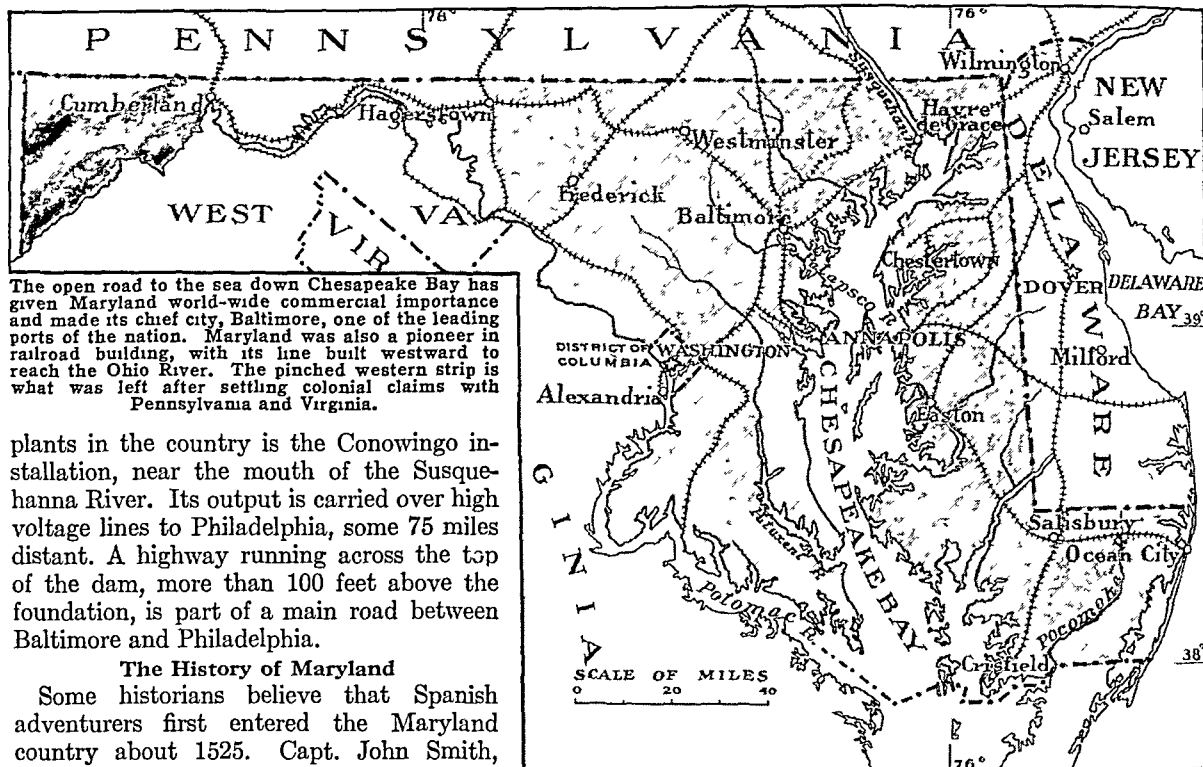 78°
76°
PENNSYLVANIA
Wilmington
NEW
JERSEY
Salem
Cumberland
Hagerstown
Susquehanna
Havre
de Grace
Westminster
DELAWARE
WEST VA
VIRGINIA
Frederick
Baltimore
Chestertown
DOVER
DELAWARE
BAY
39°
DISTRICT OF
COLUMBIA
WASHINGTON
ANNAPOLIS
Milford
Alexandria
CHESAPEAKE BAY
Easton
Salisbury
Ocean City
Potomac R
Pocomoke
Crisfield
38°
SCALE OF MILES
0 20 40
76°
The open road to the sea down Chesapeake Bay has
given Maryland world-wide commercial importance
and made its chief city, Baltimore, one of the leading
ports of the nation. Maryland was also a pioneer in
railroad building, with its line built westward to
reach the Ohio River. The pinched western strip is
what was left after settling colonial claims with
Pennsylvania and Virginia.
plants in the country is the Conowingo in-
stallation, near the mouth of the Susque-
hanna River. Its output is carried over high
voltage lines to Philadelphia, some 75 miles
distant. A highway running across the top
of the dam, more than 100 feet above the
foundation, is part of a main road between
Baltimore and Philadelphia.
The History of Maryland
Some historians believe that Spanish
adventurers first entered the Maryland
country about 1525. Capt. John Smith,